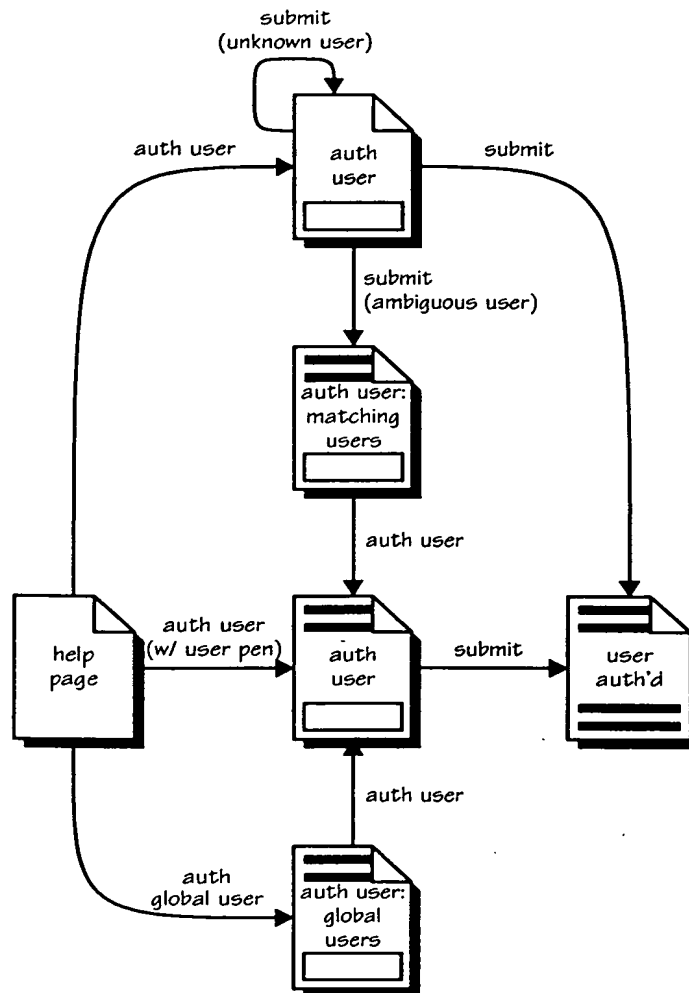 submit
(unknown user)
auth user
auth
user
submit
submit
(ambiguous user)
auth user:
matching
users
auth user
help
page
auth user
(w/ user pen)
auth
user
submit
user
auth'd
auth user
auth
global user
auth user:
global
users